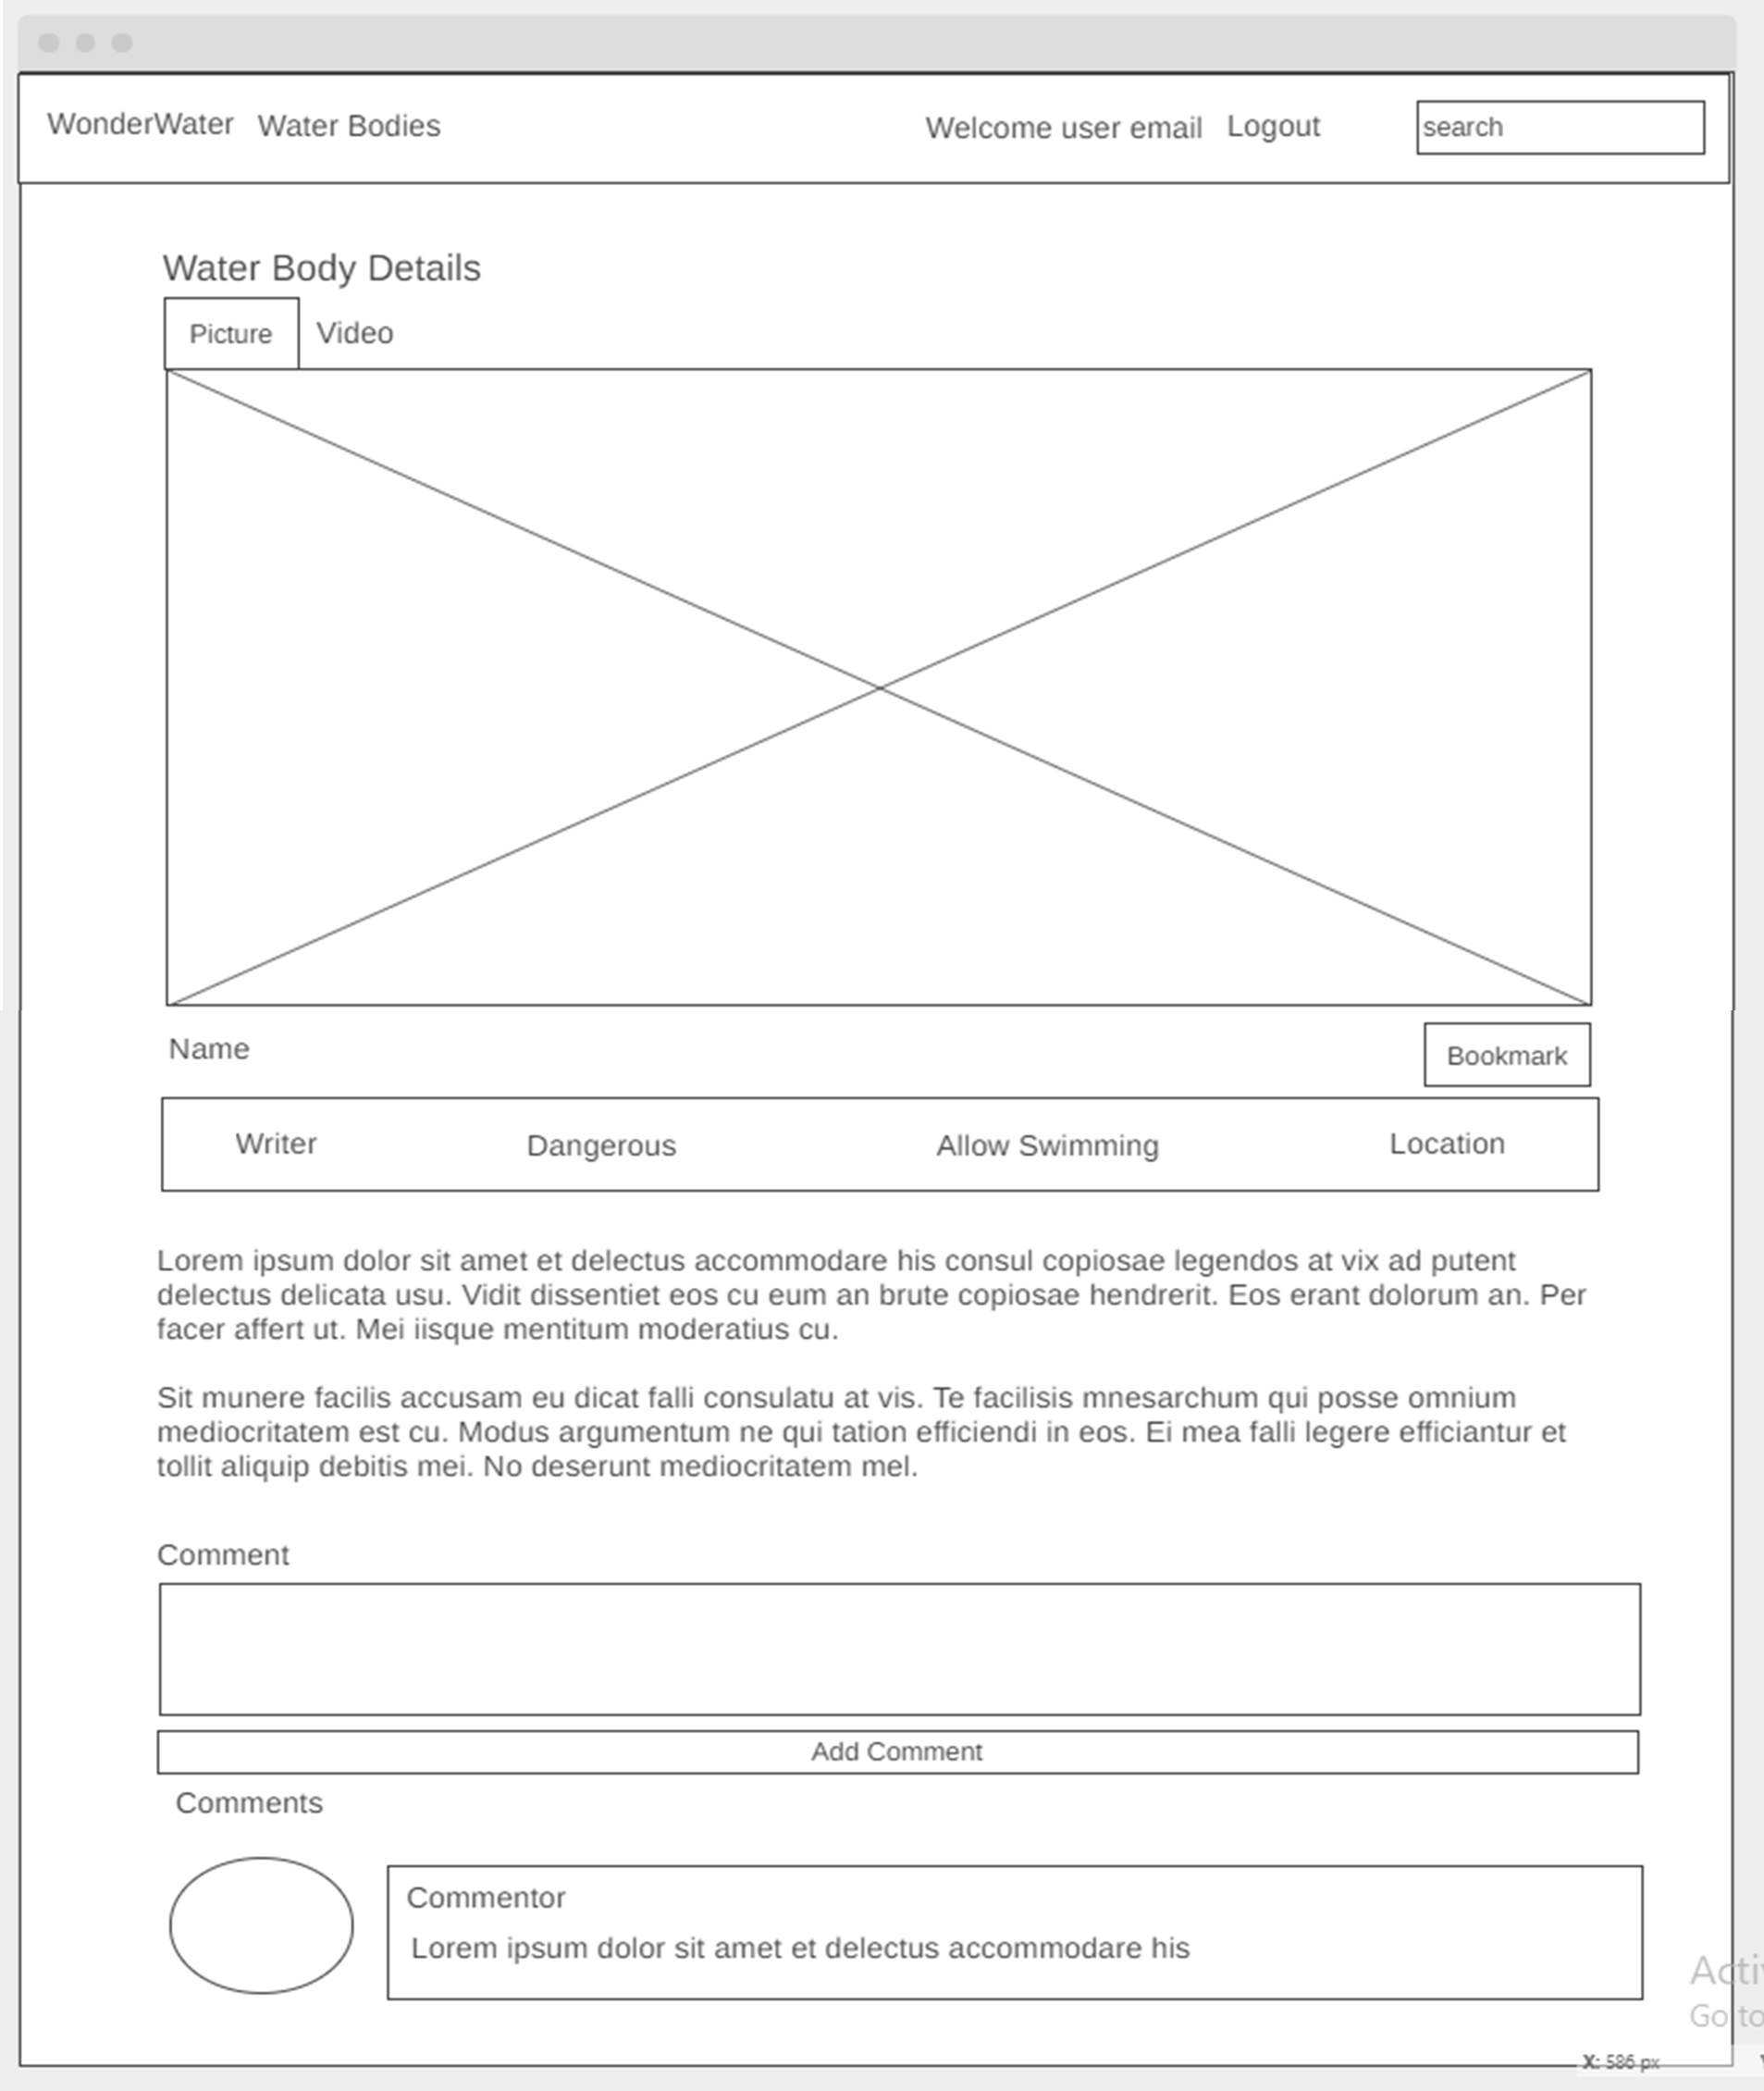 WonderWater Water Bodies Welcome user email Logout search
Water Body Details
Picture Video
Name Bookmark
Writer Dangerous Allow Swimming Location
Lorem ipsum dolor sit amet et delectus accommodare his consul copiosae legendos at vix ad putent
delectus delicata usu. Vidit dissentiet eos cu eum an brute copiosae hendrerit. Eos erant dolorum an. Per
facer affert ut. Mei iisque mentitum moderatius cu.
Sit munere facilis accusam eu dicat falli consulatu at vis. Te facilisis mnesarchum qui posse omnium
mediocritatem est cu. Modus argumentum ne qui tation efficiendi in eos. Ei mea falli legere efficiantur et
tollit aliquip debitis mei. No deserunt mediocritatem mel.
Comment
Add Comment
Comments
Commentor
Lorem ipsum dolor sit amet et delectus accommodare his
Go to
X: 586 px